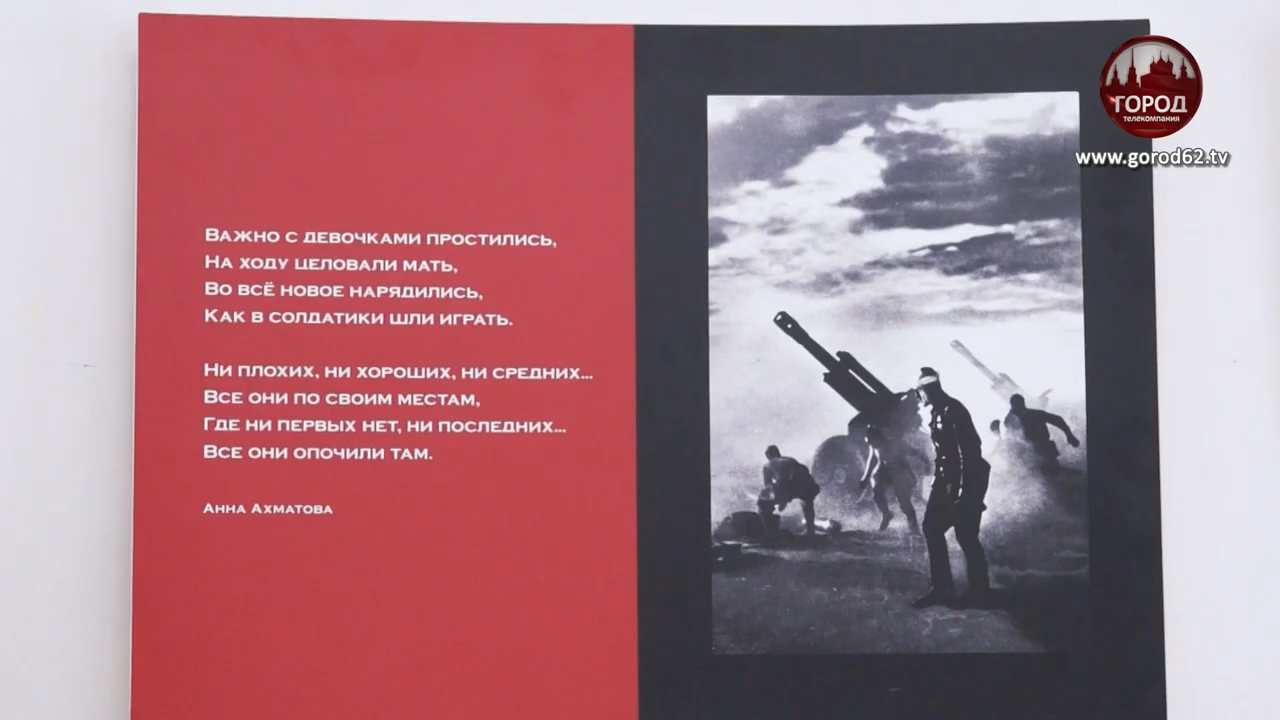 Важно с девочками простились,
На ходу целовали мать,
Во всё новое нарядились,
Как в солдатики шли играть.
Ни плохих, ни хороших, ни средних...
Все они по своим местам,
Где ни первых нет, ни последних...
Все они опочили там.
Анна Ахматова
ГОРОД
телекомпания
www.gorod62.tv